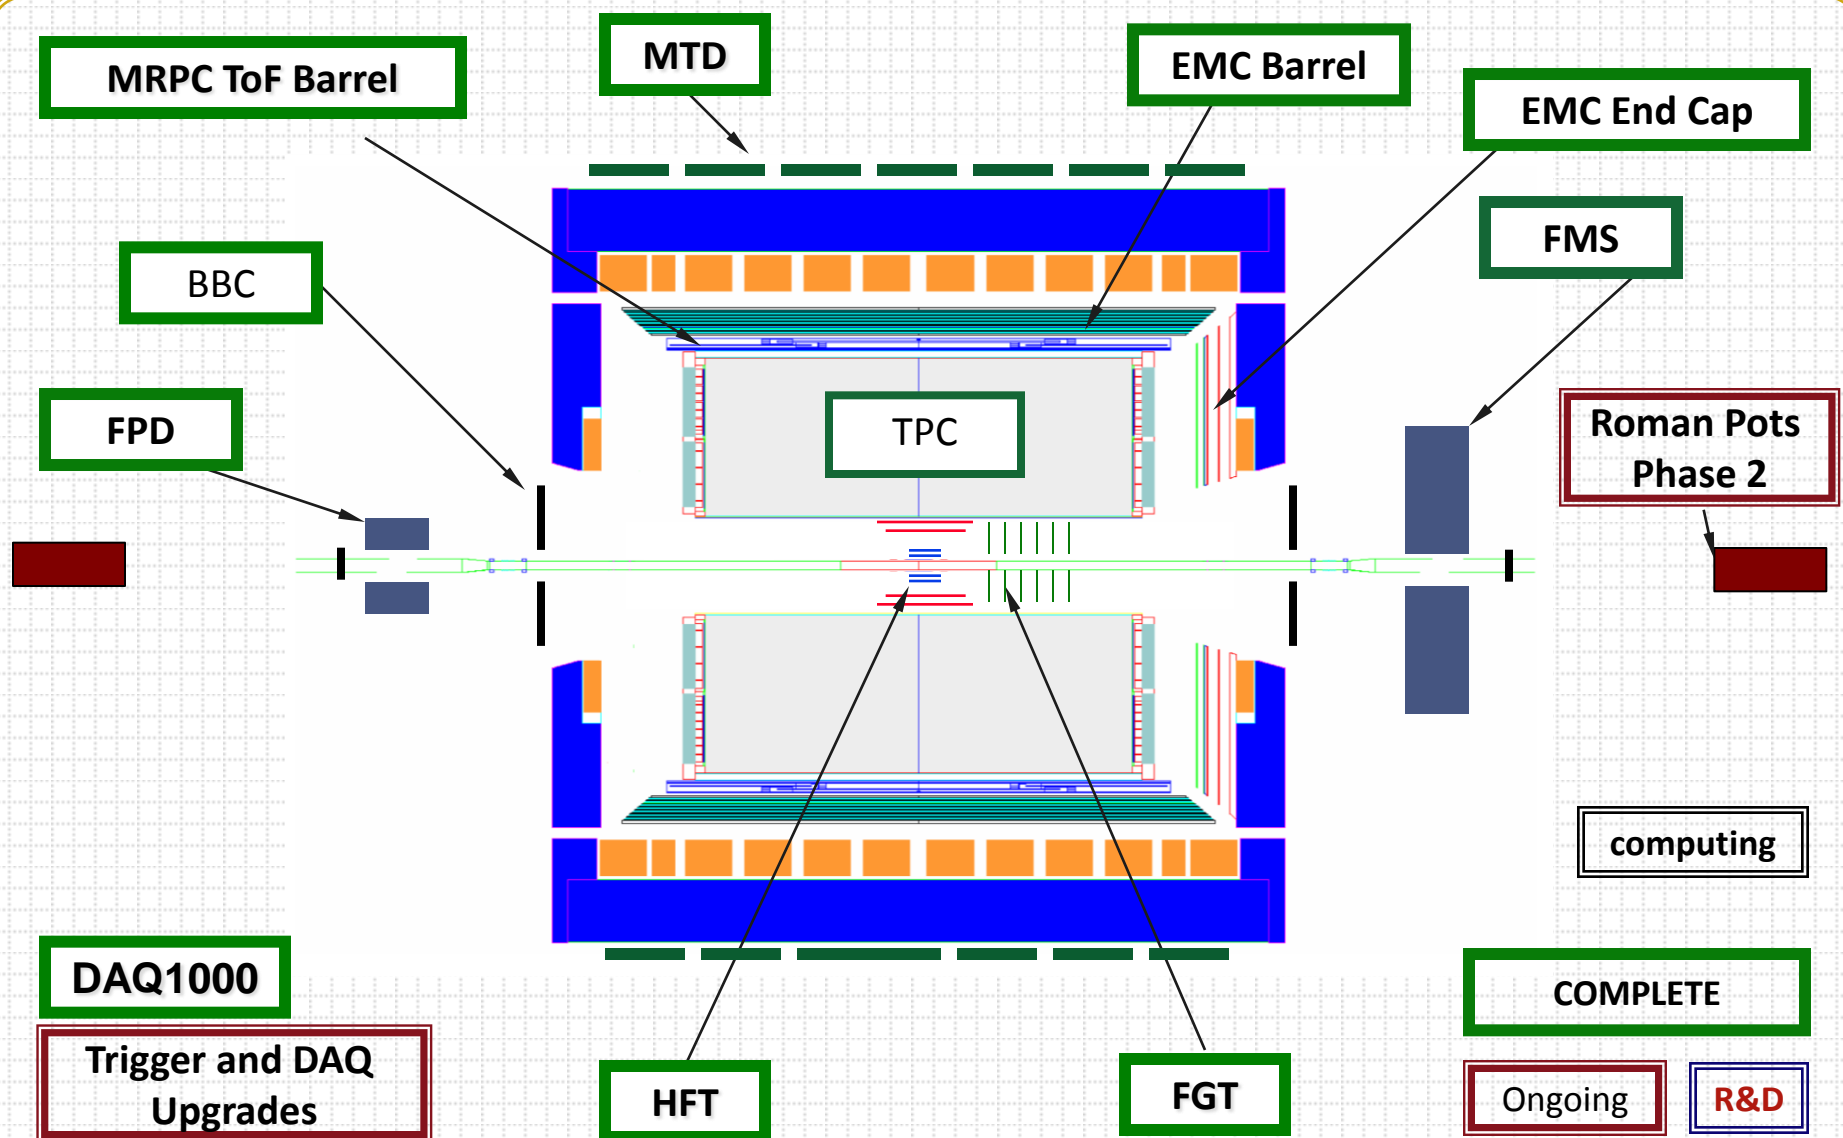 MTD
MRPC ToF Barrel
EMC Barrel
EMC End Cap
FMS
BBC
FPD
TPC
Roman Pots
Phase 2
computing
DAQ1000
COMPLETE
Trigger and DAQ
Upgrades
HFT
FGT
Ongoing
R&D